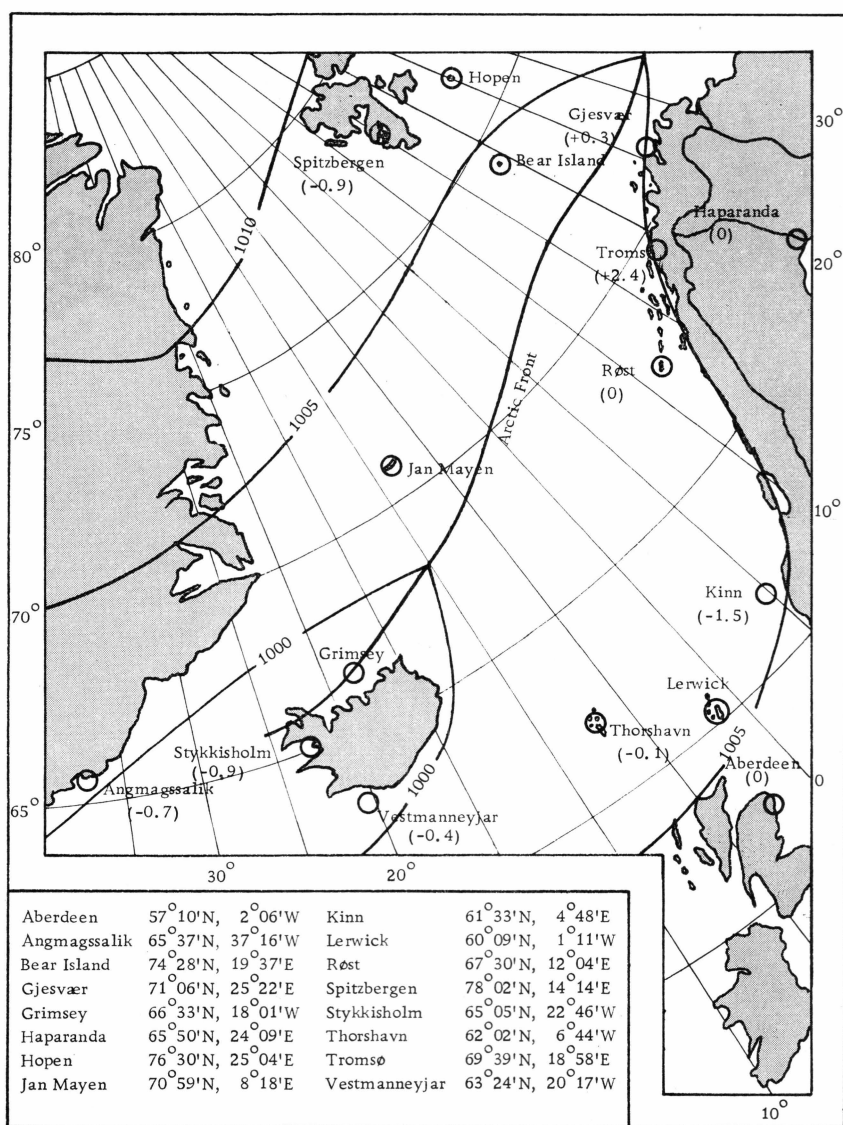 Hopen
Gjesvær
(+0.3)
30°
Bear Island
Spitzbergen
(-0.9)
Haparanda
(0)
1010
80°
Troms
(+2.4)
20°
Røst
(0)
Arctic Front
1005
75°
Jan Mayen
10°
Kinn
(-1.5)
70°
1000
Grimsey
Lerwick
Thorshavn
(-0.1)
1005
Stykkisholm
(-0.9)
Aberdeen
(0)
0
1000
Angmagssalik
(-0.7)
65°
Vestmanneyjar
(-0.4)
30°
20°
Aberdeen 57°10'N, 2°06'W Kinn 61°33'N, 4°48'E
Angmagssalik 65°37'N, 37°16'W Lerwick 60°09'N, 1°11'W
Bear Island 74°28'N, 19°37'E Røst 67°30'N, 12°04'E
Gjesvær 71°06'N, 25°22'E Spitzbergen 78°02'N, 14°14'E
Grimsey 66°33'N, 18°01'W Stykkisholm 65°05'N, 22°46'W
Haparanda 65°50'N, 24°09'E Thorshavn 62°02'N, 6°44'W
Hopen 76°30'N, 25°04'E Tromsø 69°39'N, 18°58'E
Jan Mayen 70°59'N, 8°18'E Vestmanneyjar 63°24'N, 20°17'W
10°